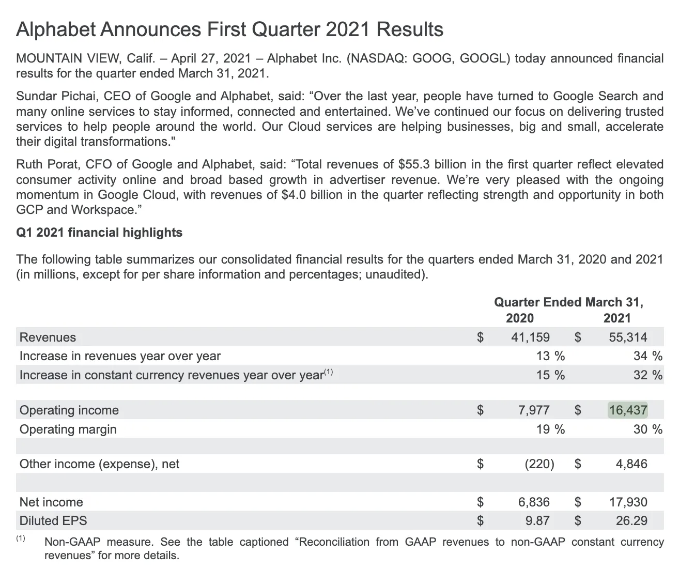 Alphabet Announces First Quarter 2021 Results
MOUNTAIN VIEW, Calif. – April 27, 2021 – Alphabet Inc. (NASDAQ: GOOG, GOOGL) today announced financial
results for the quarter ended March 31, 2021.
Sundar Pichai, CEO of Google and Alphabet, said: “Over the last year, people have turned to Google Search and
many online services to stay informed, connected and entertained. We’ve continued our focus on delivering trusted
services to help people around the world. Our Cloud services are helping businesses, big and small, accelerate
their digital transformations."
Ruth Porat, CFO of Google and Alphabet, said: “Total revenues of $55.3 billion in the first quarter reflect elevated
consumer activity online and broad based growth in advertiser revenue. We’re very pleased with the ongoing
momentum in Google Cloud, with revenues of $4.0 billion in the quarter reflecting strength and opportunity in both
GCP and Workspace.”
Q1 2021 financial highlights
The following table summarizes our consolidated financial results for the quarters ended March 31, 2020 and 2021
(in millions, except for per share information and percentages; unaudited).
Quarter Ended March 31,
2020 2021
Revenues $ 41,159 $ 55,314
Increase in revenues year over year 13 % 34 %
Increase in constant currency revenues year over year(1) 15 % 32 %
Operating income $ 7,977 $ 16,437
Operating margin 19 % 30 %
Other income (expense), net $ (220) $ 4,846
Net income $ 6,836 $ 17,930
Diluted EPS $ 9.87 $ 26.29
(1) Non-GAAP measure. See the table captioned “Reconciliation from GAAP revenues to non-GAAP constant currency
revenues” for more details.